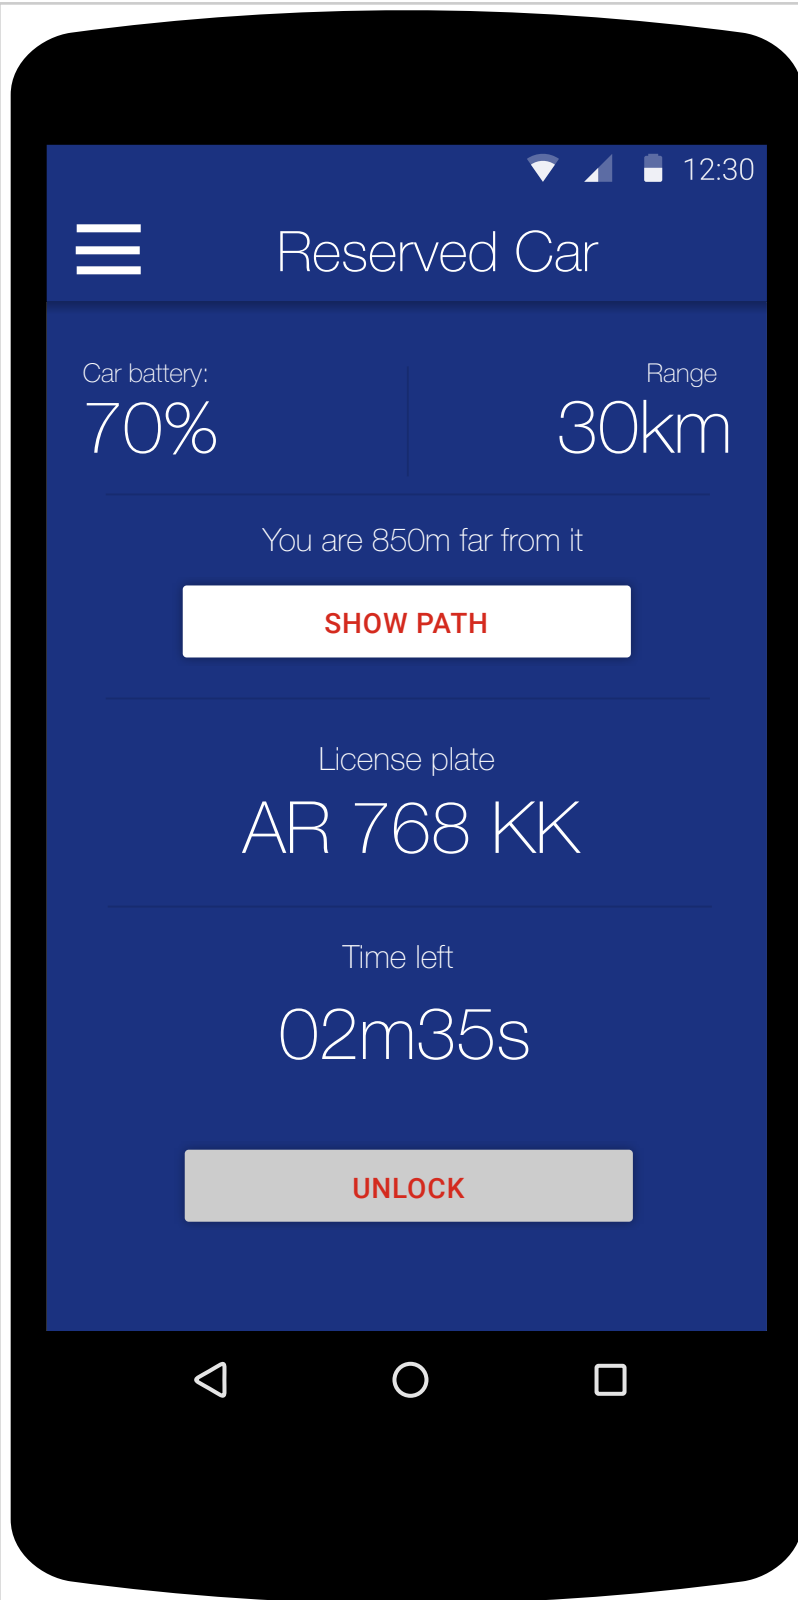 12:30
Reserved Car
Car battery:
Range
70%
30km
You are 850m far from it
SHOW PATH
License plate
AR 768 KK
Time left
02m35s
UNLOCK